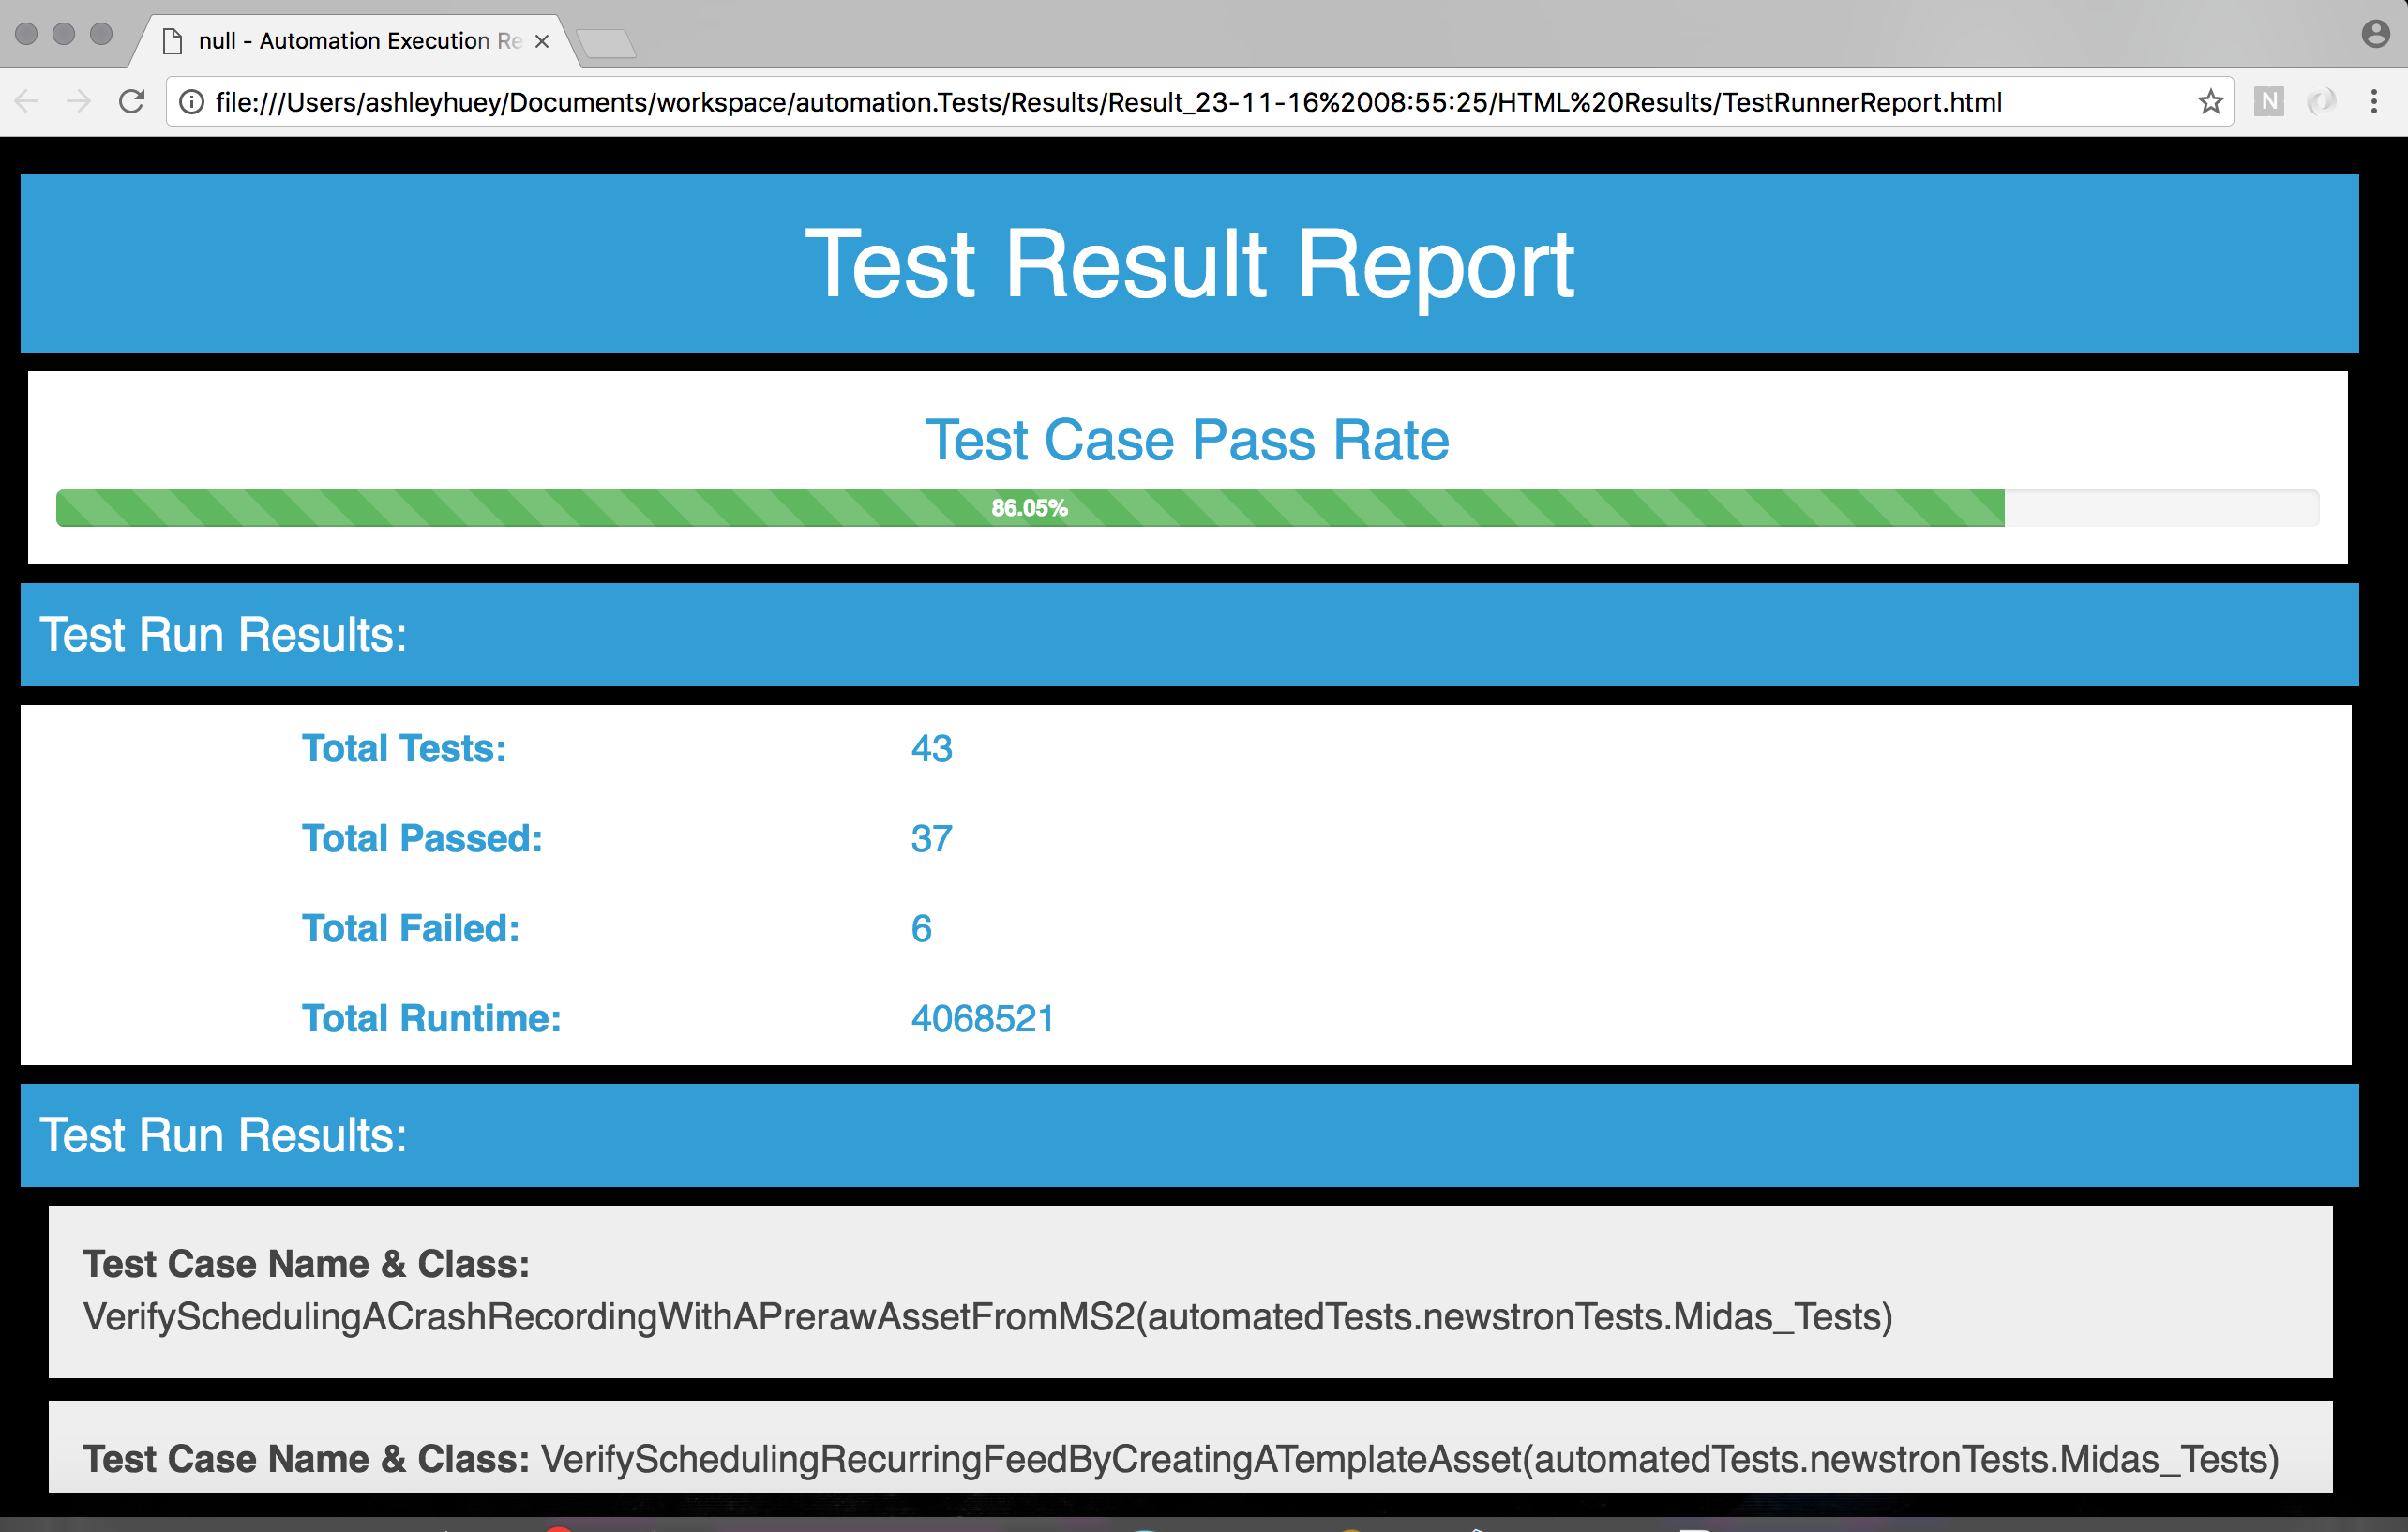 null - Automation Execution Re
file:///Users/ashleyhuey/Documents/workspace/automation.Tests/Results/Result_23-11-16%2008:55:25/HTML%20Results/TestRunnerReport.html
N
Test Result Report
Test Case Pass Rate
86.05%
Test Run Results:
Total Tests: 43
Total Passed: 37
Total Failed: 6
Total Runtime: 4068521
Test Run Results:
Test Case Name & Class:
VerifySchedulingACrashRecordingWithAPrerawAssetFromMS2(automatedTests.newstronTests.Midas_Tests)
Test Case Name & Class: VerifySchedulingRecurringFeedByCreatingATemplateAsset(automatedTests.newstronTests.Midas_Tests)